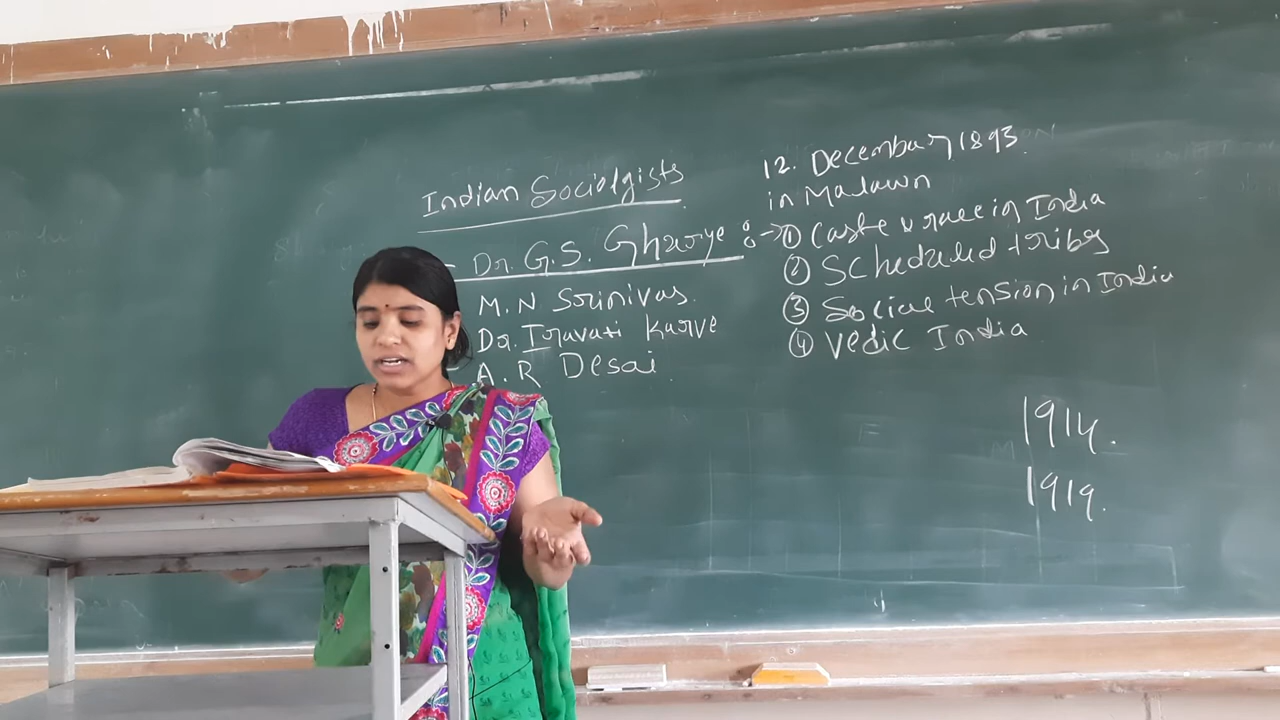 Indian Sociolgists
- Dr. G.S. Ghurye :→
M.N Srinivas.
Dr. Iravati Karve
- A.R Desai
12. December 1893.
in Malawn
① Caste & race in India
② Scheduled tribes
③ Social tension in India
④ Vedic India
1914.
1919.